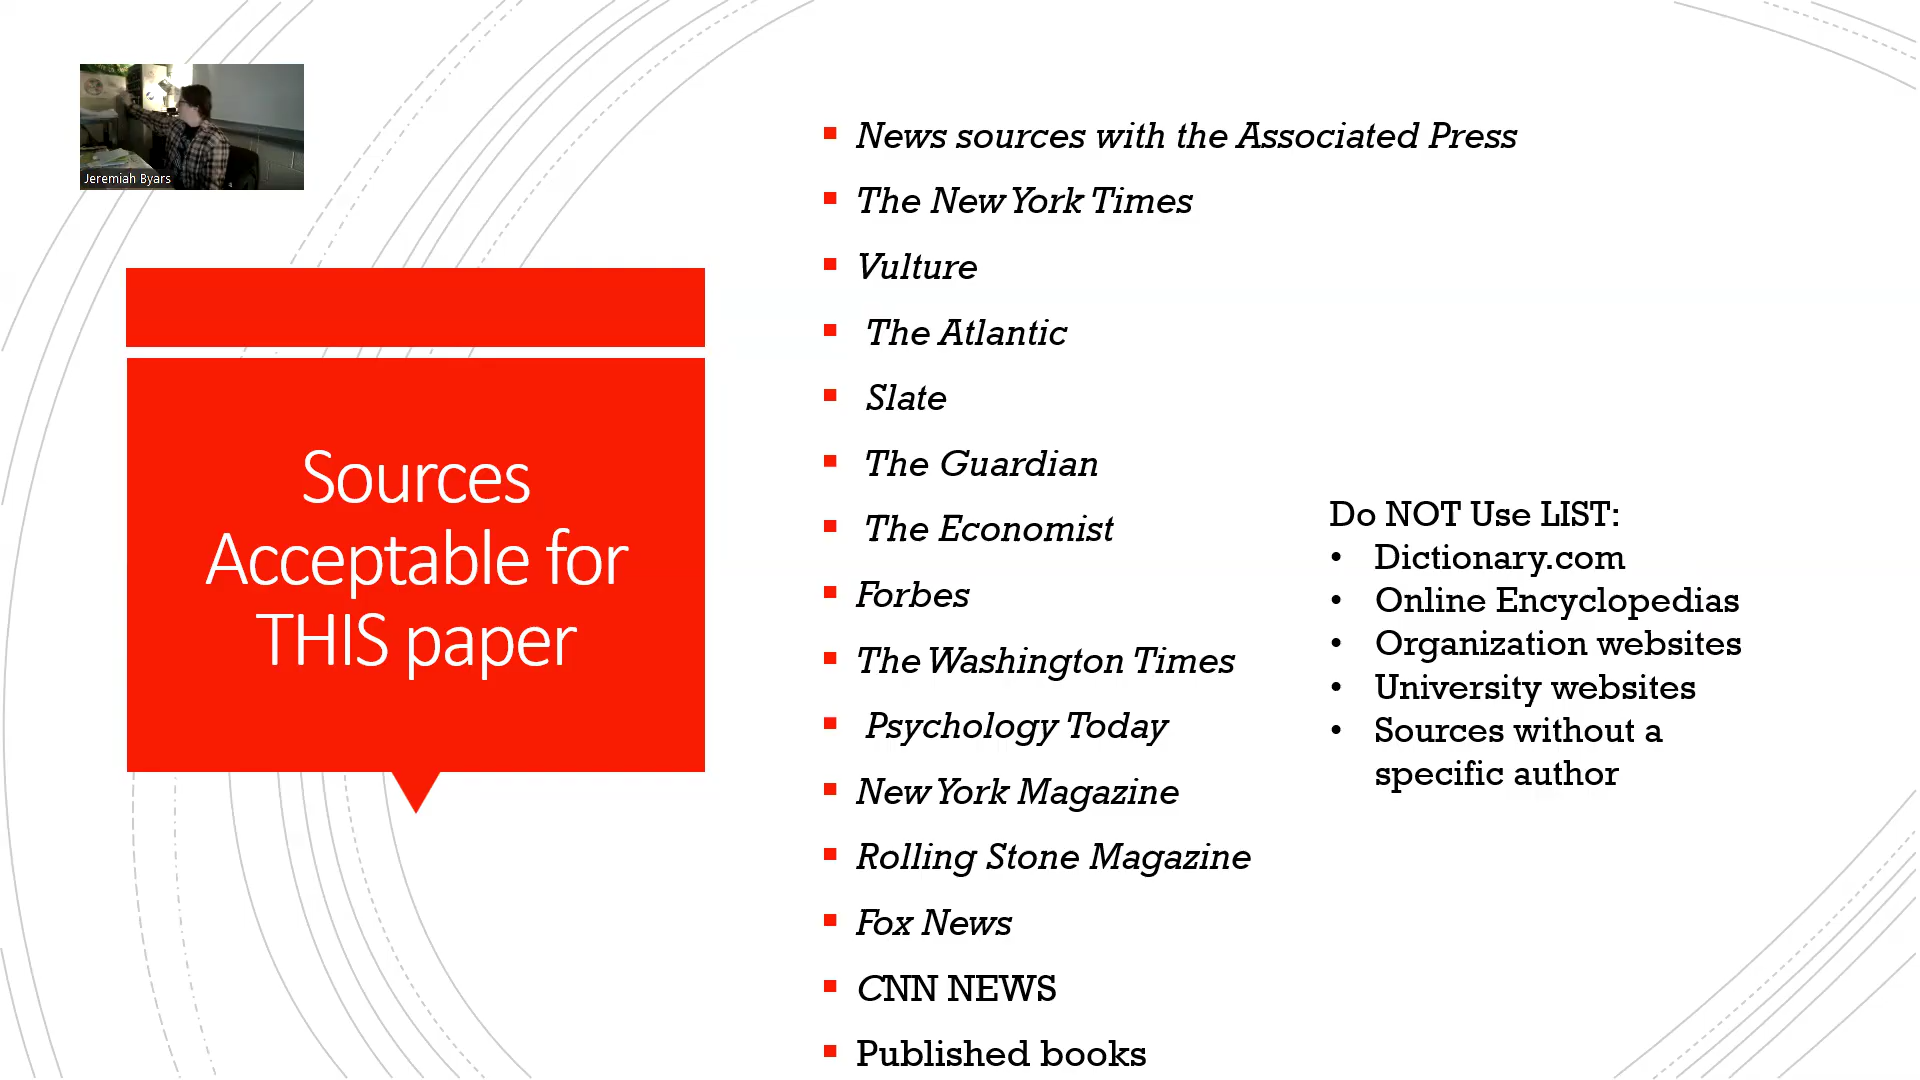 Jeremiah Byars
Sources
Acceptable for
THIS paper
News sources with the Associated Press
The New York Times
Vulture
The Atlantic
Slate
The Guardian
The Economist
Forbes
The Washington Times
Psychology Today
New York Magazine
Rolling Stone Magazine
Fox News
CNN NEWS
Published books
Do NOT Use LIST:
• Dictionary.com
• Online Encyclopedias
• Organization websites
• University websites
• Sources without a
specific author